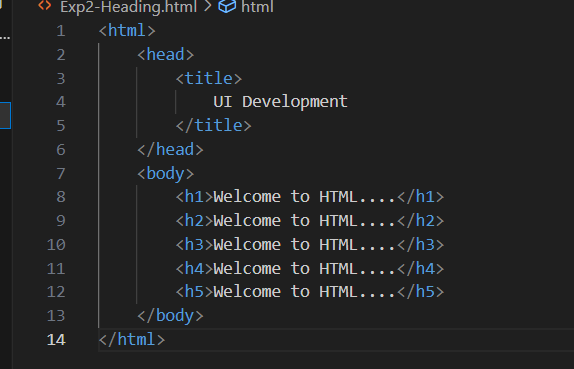 Exp2-Heading.html > html
1 <html>
2 <head>
3 <title>
4 UI Development
5 </title>
6 </head>
7 <body>
8 <h1>Welcome to HTML....</h1>
9 <h2>Welcome to HTML....</h2>
10 <h3>Welcome to HTML....</h3>
11 <h4>Welcome to HTML....</h4>
12 <h5>Welcome to HTML....</h5>
13 </body>
14 </html>